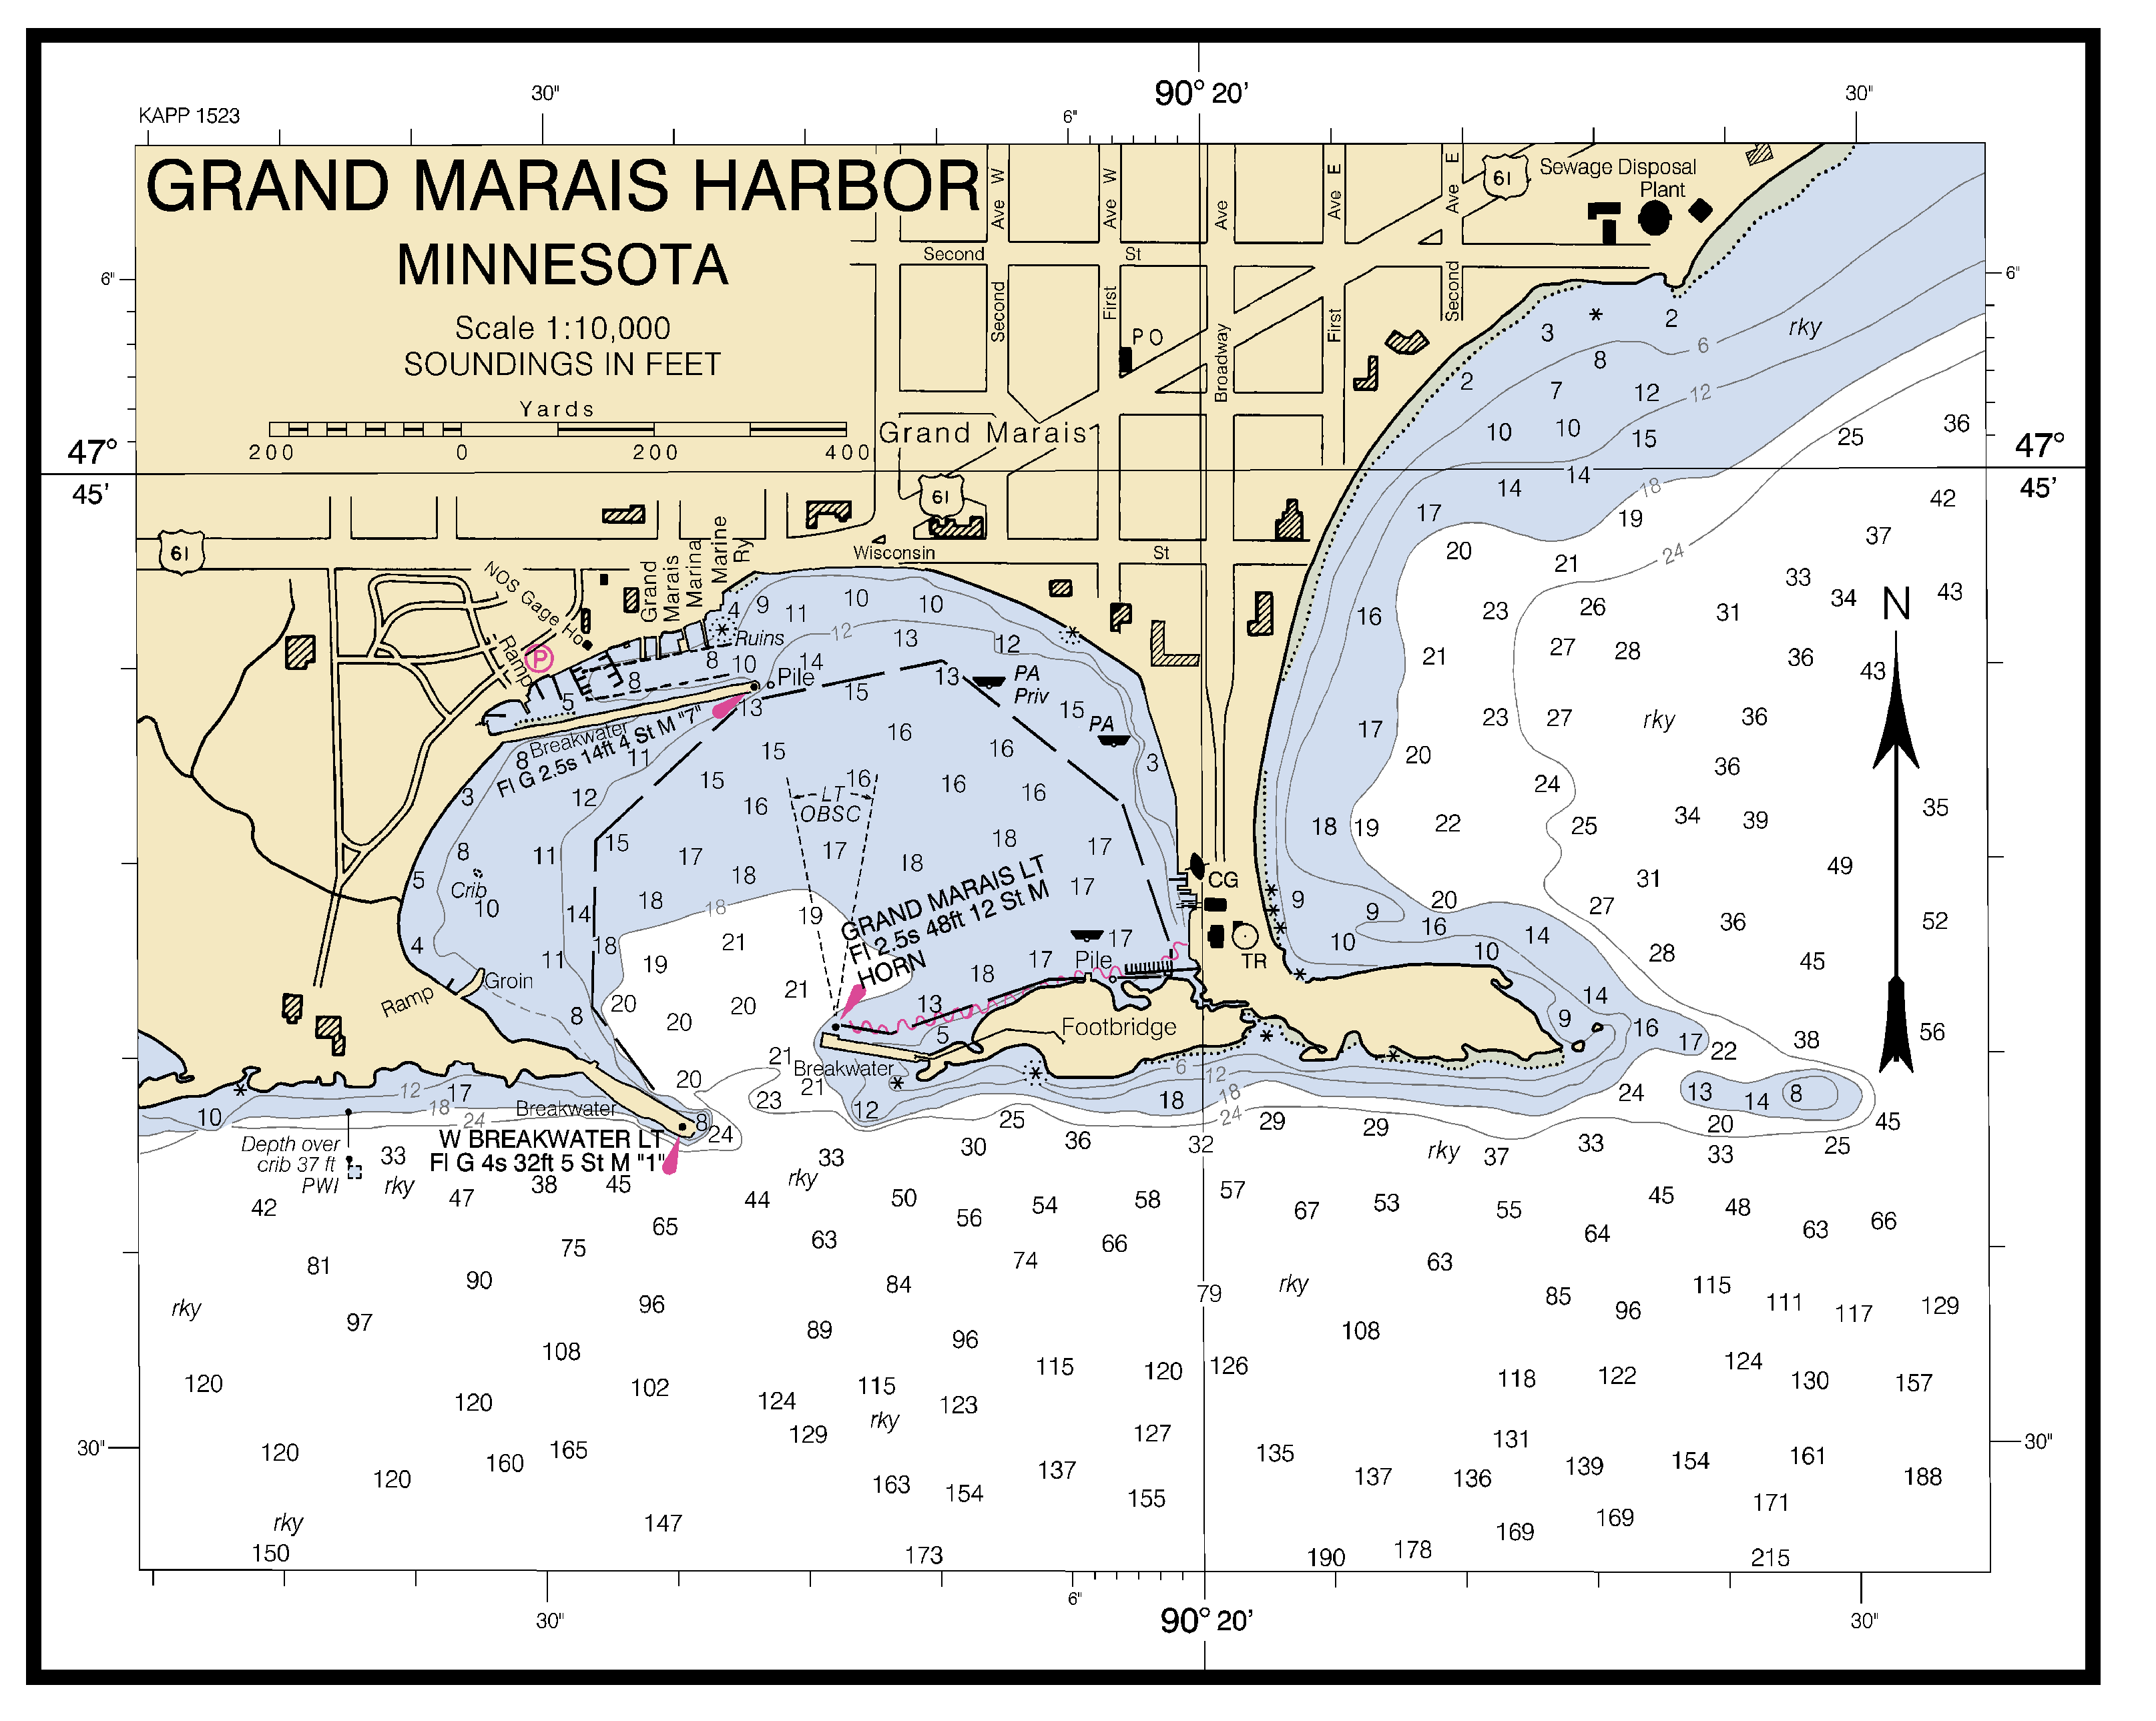 90° 20'
30" 6" 30"
KAPP 1523
GRAND MARAIS HARBOR
MINNESOTA
Scale 1:10,000
SOUNDINGS IN FEET
Yards
200 0 200 400
Ave W
Ave W
Ave
Ave E
Ave E
61
Sewage Disposal
Plant
Second St
Second
First
Broadway
First
Second
P O
6" 6"
3 2 rky
8 6
2 7 12 12
10 10 15 25 36
Grand Marais
47° 47°
45' 45'
61
61
14 14 18 42
17 19 37
Wisconsin St
20 21 24 33
NOS Gage Ho
Grand
Marais
Marina
Marine
Ry
Ramp
P
4 9 11 10 10
Ruins
12 13 12
8 10 14
Pile
13 PA
Priv
8 5
13 15 15 PA
Breakwater
Fl G 2.5s 14ft 4 St M "7"
8 11 15 16 16 3
3 12 15 16 16 16 16
LT
OBSC
8 11 15 17 18 17 18 18 17
5 Crib 10 14 18 18 19 17
GRAND MARAIS LT
Fl 2.5s 48ft 12 St M
HORN
4 11 18 19 21 18 17 17
Pile
Groin
Ramp
8 20 20 20 21 13 5
CG
TR
Footbridge
16 23 26 31 34 43
N
21 27 28 36 43
17 23 27 rky 36
20 24 36
18 19 22 25 34 39 35
31 49
9 9 20 27 36 52
10 16 10 14 28 45
14
9 16 17 22 38 56
20 21 21 23
Breakwater
12
6 12 18 24
18 24 13 14 8
10 12 17 18 24
Breakwater
8 24
W BREAKWATER LT
Fl G 4s 32ft 5 St M "1"
Depth over
crib 37 ft
PWI
33 rky
25 29 29 20 45
30 36 32 33 33 25
rky 37
33 rky
42 47 38 45 44 50 54 58 57 67 53 55 45 48 66
65 56 64 63
81 75 63 74 66 63
90 84 79 rky 115
rky 96 85 96 111 117 129
97 89 96 108
108 115 120 126 124
120 120 102 124 115 123 118 122 130 157
rky
129 127 131
120 120 160 165 163 154 137 135 137 136 139 154 161 188
155 171
rky 147 169 169
150 173 190 178 215
30" 30"
30" 6" 30"
90° 20'